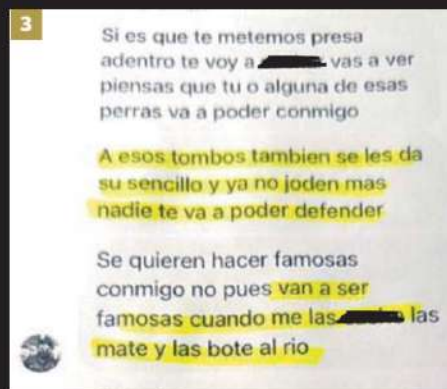 3
Si es que te metemos presa
adentro te voy a vas a ver
piensas que tu o alguna de esas
perras va a poder conmigo
A esos tombos tambien se les da
su sencillo y ya no joden mas
nadie te va a poder defender
Se quieren hacer famosas
conmigo no pues van a ser
famosas cuando me las las
mate y las bote al rio